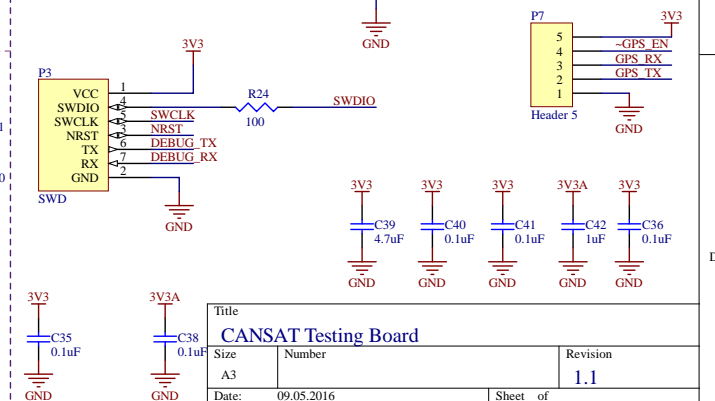 GND
P7
3V3
5
4
~GPS_EN
3
GPS_RX
2
GPS_TX
1
Header 5
GND
3V3
P3
VCC
1
SWDIO
4
R24
100
SWDIO
SWCLK
5
SWCLK
NRST
3
NRST
TX
6
DEBUG_TX
RX
7
DEBUG_RX
GND
2
SWD
GND
3V3
3V3
3V3
3V3A
3V3
C39
4.7uF
C40
0.1uF
C41
0.1uF
C42
1uF
C36
0.1uF
GND
GND
GND
GND
GND
3V3
C35
0.1uF
GND
3V3A
C38
0.1uF
GND
Title
CANSAT Testing Board
Size
Number
Revision
A3
1.1
Date:
09.05.2016
Sheet of